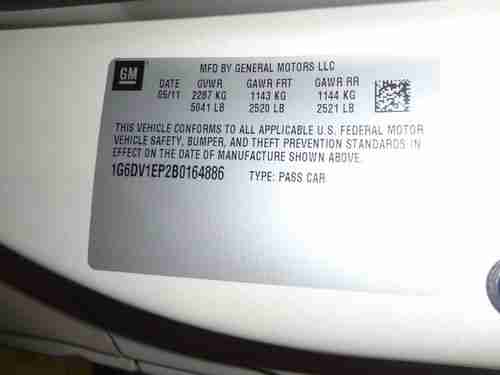 GM
MFD BY GENERAL MOTORS LLC
DATE GVWR GAWR FRT GAWR RR
05/11 2287 KG 1143 KG 1144 KG
5041 LB 2520 LB 2521 LB
THIS VEHICLE CONFORMS TO ALL APPLICABLE U.S. FEDERAL MOTOR
VEHICLE SAFETY, BUMPER, AND THEFT PREVENTION STANDARDS IN
EFFECT ON THE DATE OF MANUFACTURE SHOWN ABOVE.
1G6DV1EP2B0164886 TYPE: PASS CAR